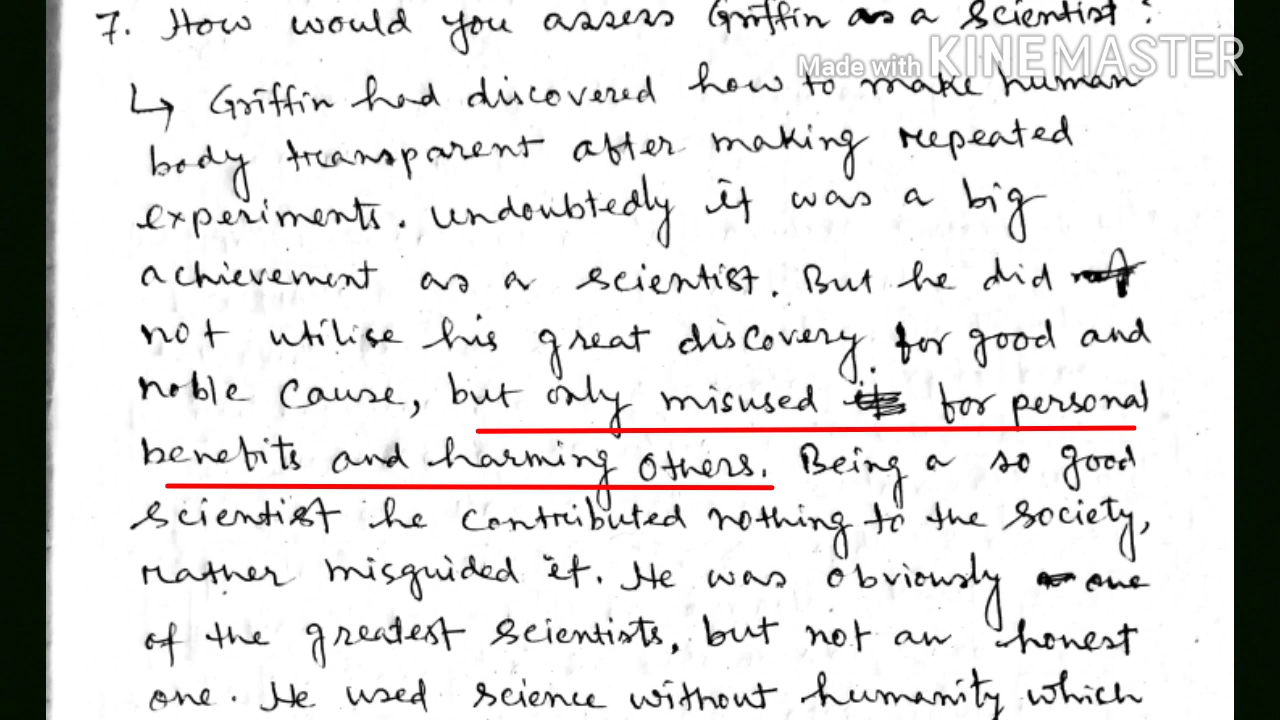 7. How would you assess Griffin as a scientist?
Made with KINEMASTER
↳ Griffin had discovered how to make human
body transparent after making repeated
experiments. Undoubtedly it was a big
achievement as a scientist. But he did
not utilise his great discovery for good and
noble cause, but only misused for personal
benefits and harming others. Being a so good
scientist he contributed nothing to the society,
rather misguided it. He was obviously one
of the greatest scientists, but not an honest
one. He used science without humanity which